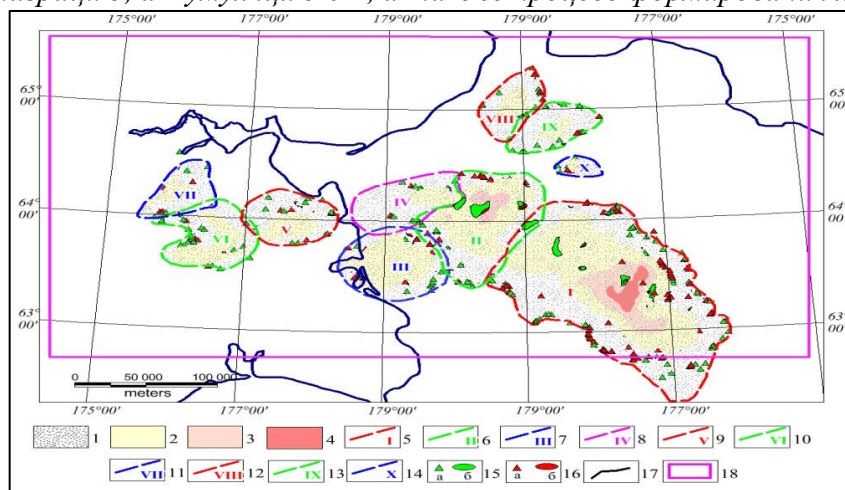 175°00' 177°00' 179°00' 179°00' 177°00' 175°00'
65° 00'
65 00'
VIII
IX
X
64° 00'
64 00'
VII
IV
V
VI
II
III
I
63° 00'
63 00'
0 50 000 100 000
meters
175°00' 177°00' 179°00' 179°00' 177°00'
1 2 3 4 I 5 II 6 III 7 IV 8 V 9 VI 10
VII 11 VIII 12 IX 13 X 14 а б 15 а б 16 17 18